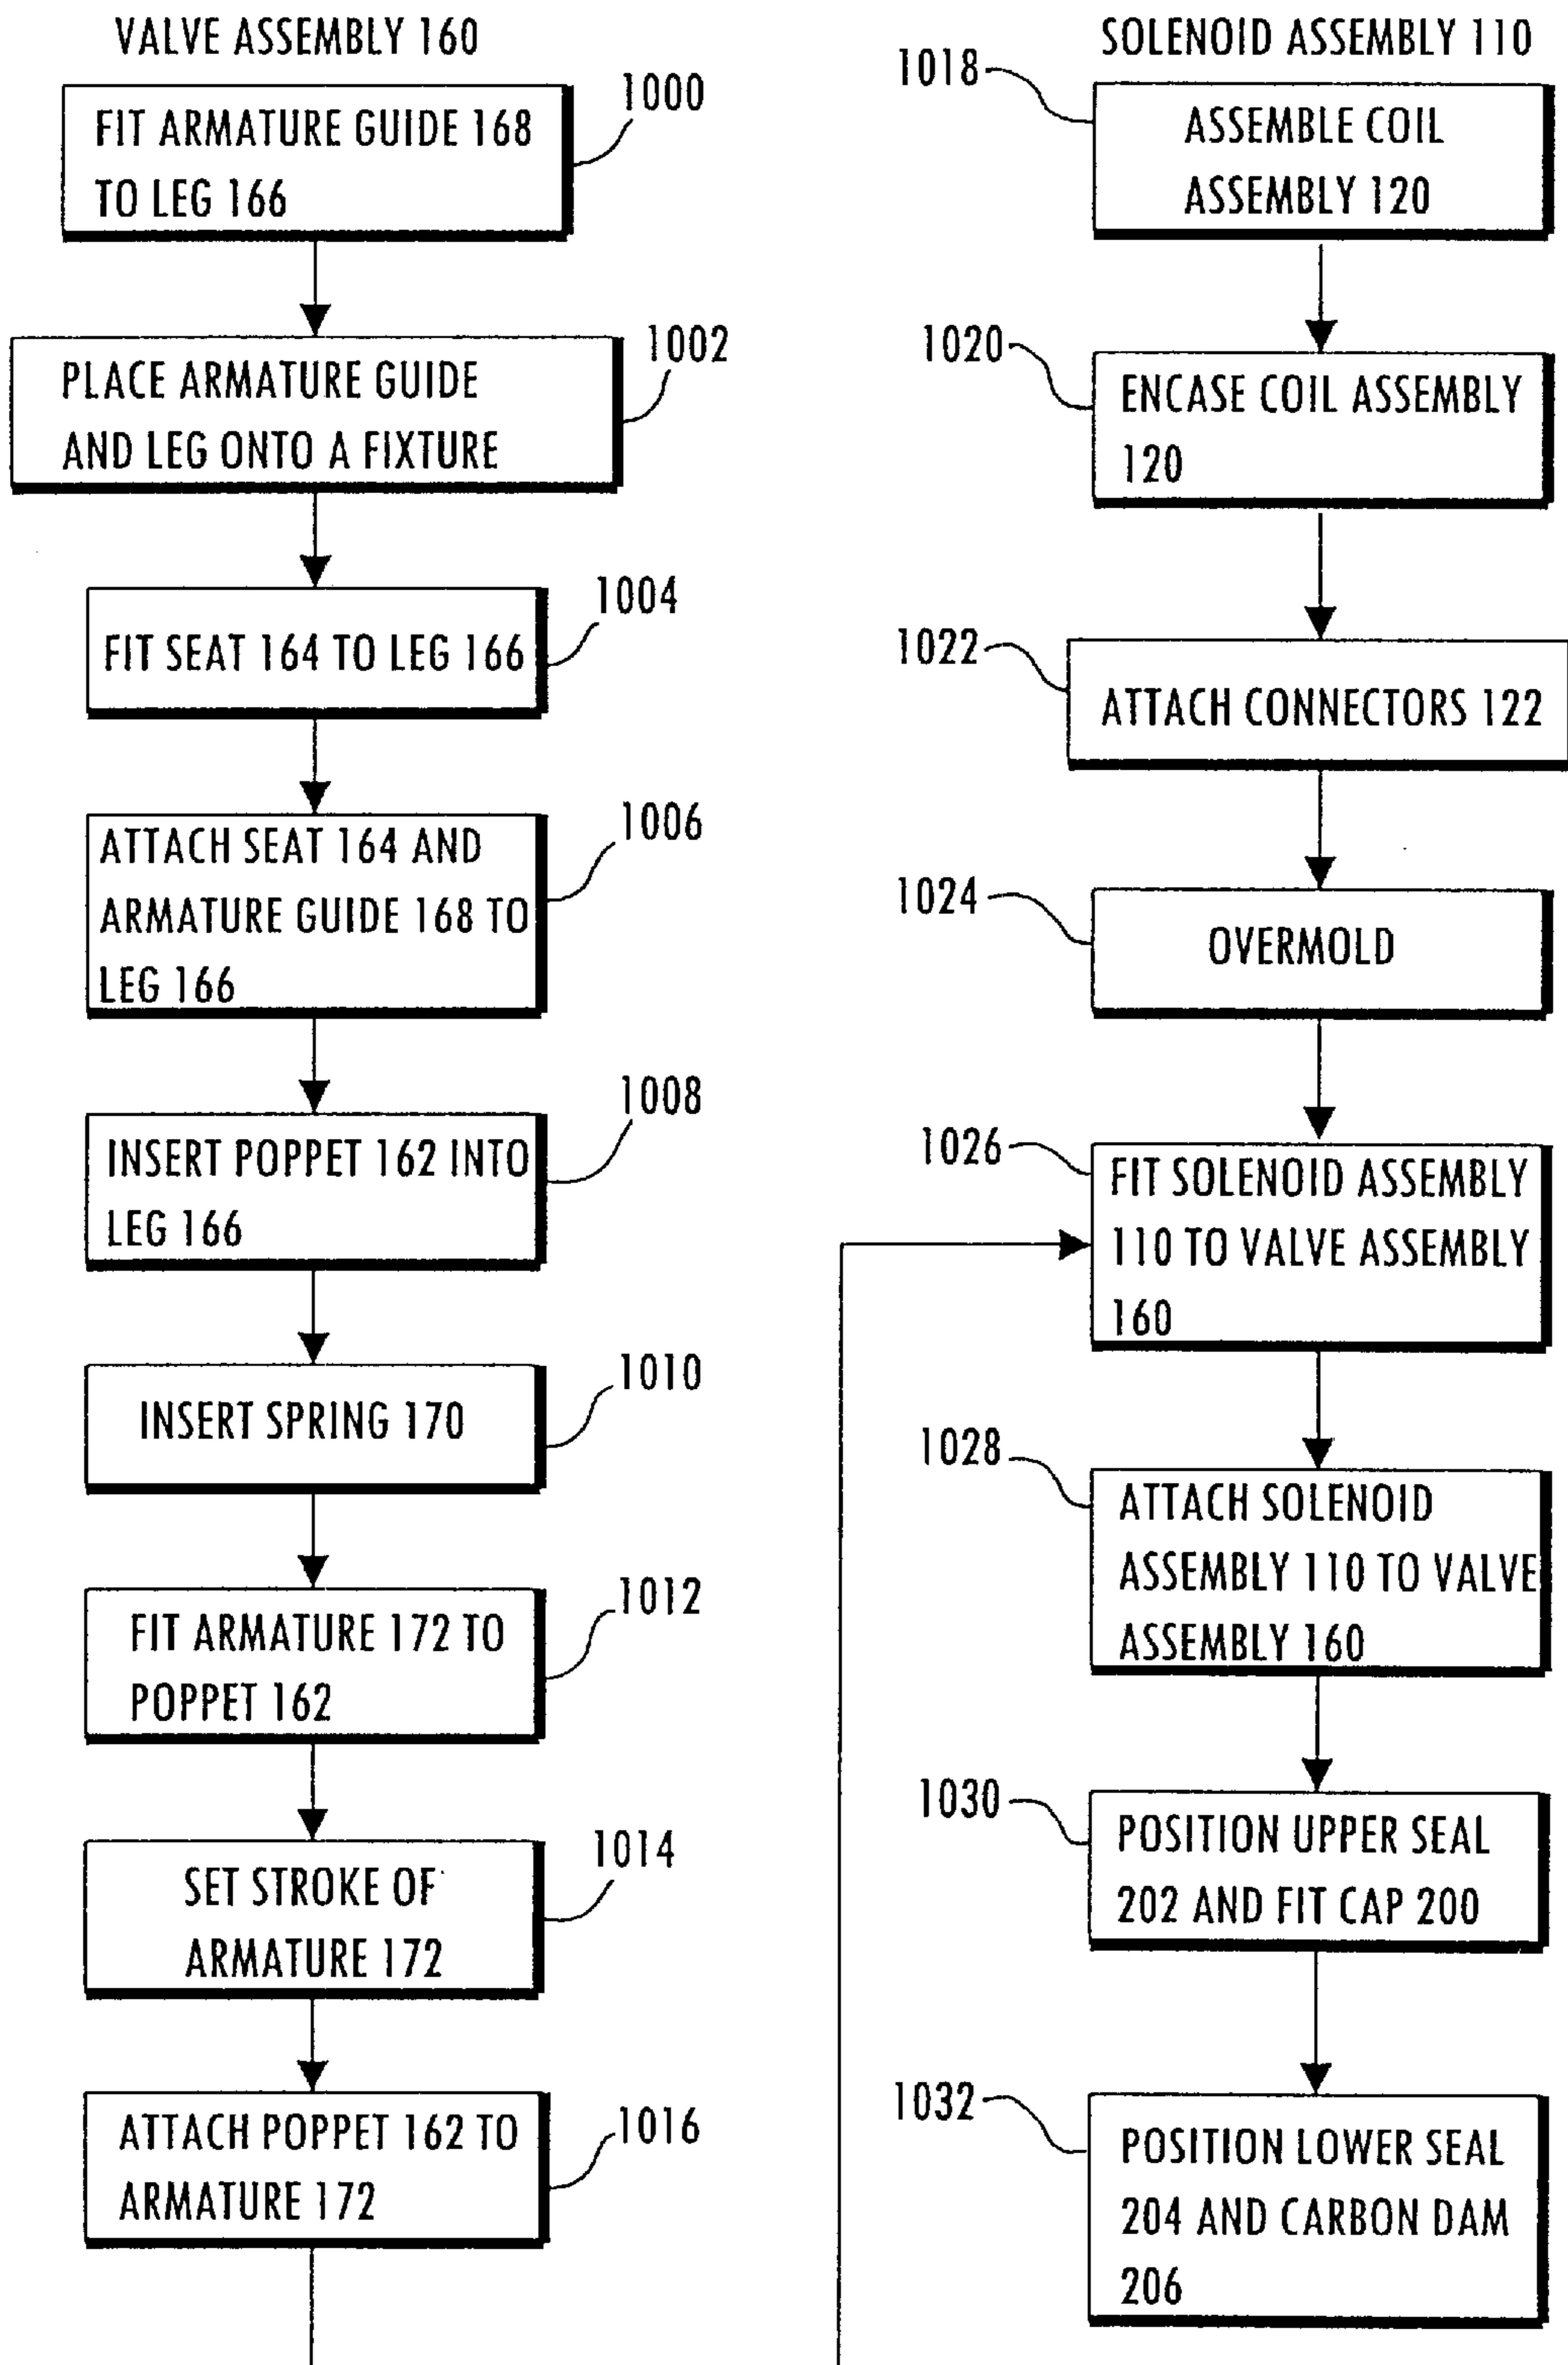 VALVE ASSEMBLY 160
1000
FIT ARMATURE GUIDE 168
TO LEG 166
1002
PLACE ARMATURE GUIDE
AND LEG ONTO A FIXTURE
1004
FIT SEAT 164 TO LEG 166
1006
ATTACH SEAT 164 AND
ARMATURE GUIDE 168 TO
LEG 166
1008
INSERT POPPET 162 INTO
LEG 166
1010
INSERT SPRING 170
1012
FIT ARMATURE 172 TO
POPPET 162
1014
SET STROKE OF
ARMATURE 172
1016
ATTACH POPPET 162 TO
ARMATURE 172
SOLENOID ASSEMBLY 110
1018
ASSEMBLE COIL
ASSEMBLY 120
1020
ENCASE COIL ASSEMBLY
120
1022
ATTACH CONNECTORS 122
1024
OVERMOLD
1026
FIT SOLENOID ASSEMBLY
110 TO VALVE ASSEMBLY
160
1028
ATTACH SOLENOID
ASSEMBLY 110 TO VALVE
ASSEMBLY 160
1030
POSITION UPPER SEAL
202 AND FIT CAP 200
1032
POSITION LOWER SEAL
204 AND CARBON DAM
206